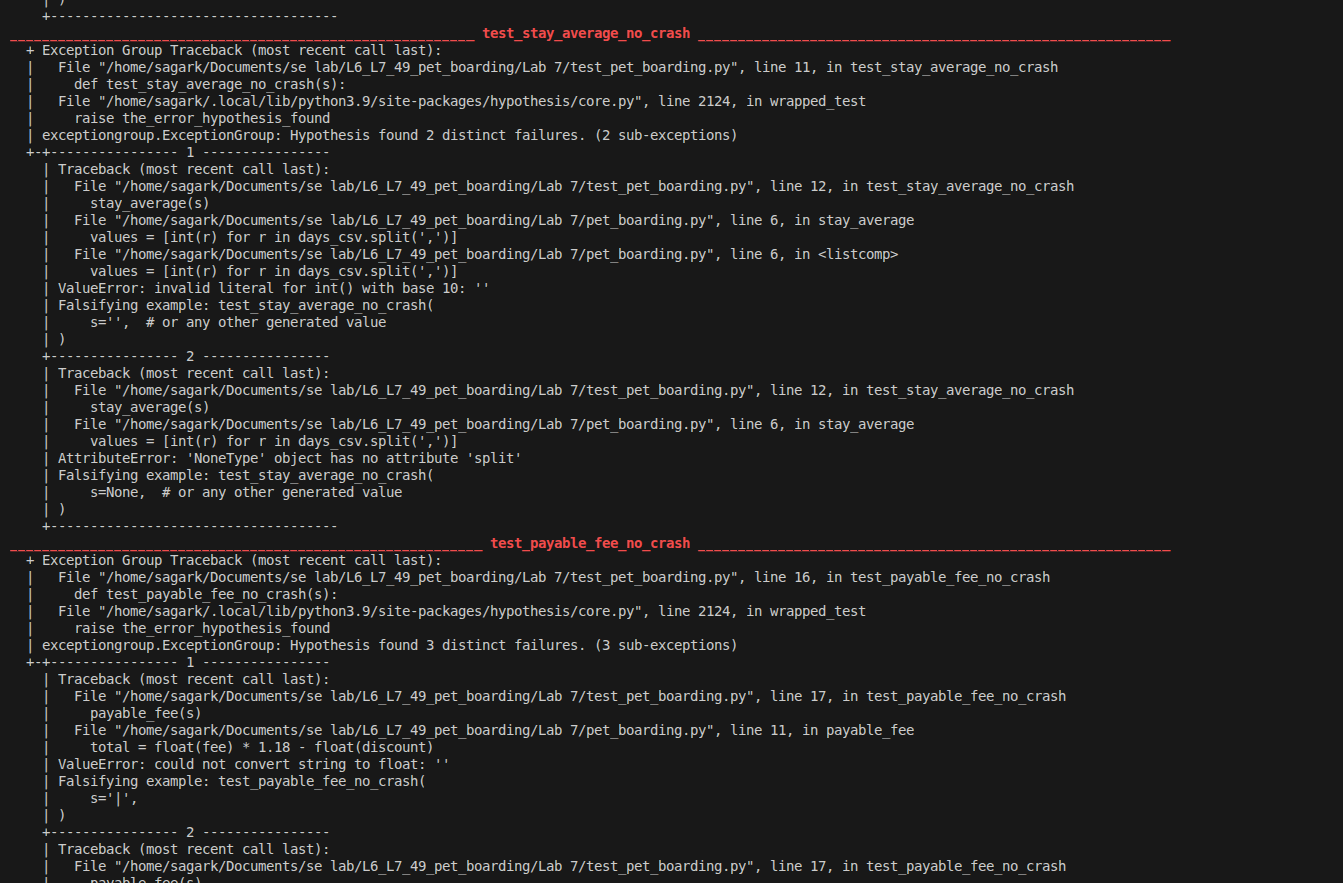 | )
+------------------------------------
__________________________________________________________ test_stay_average_no_crash ___________________________________________________________
+ Exception Group Traceback (most recent call last):
|   File "/home/sagark/Documents/se lab/L6_L7_49_pet_boarding/Lab 7/test_pet_boarding.py", line 11, in test_stay_average_no_crash
|     def test_stay_average_no_crash(s):
|   File "/home/sagark/.local/lib/python3.9/site-packages/hypothesis/core.py", line 2124, in wrapped_test
|     raise the_error_hypothesis_found
| exceptiongroup.ExceptionGroup: Hypothesis found 2 distinct failures. (2 sub-exceptions)
+-+---------------- 1 ----------------
| Traceback (most recent call last):
|   File "/home/sagark/Documents/se lab/L6_L7_49_pet_boarding/Lab 7/test_pet_boarding.py", line 12, in test_stay_average_no_crash
|     stay_average(s)
|   File "/home/sagark/Documents/se lab/L6_L7_49_pet_boarding/Lab 7/pet_boarding.py", line 6, in stay_average
|     values = [int(r) for r in days_csv.split(',')]
|   File "/home/sagark/Documents/se lab/L6_L7_49_pet_boarding/Lab 7/pet_boarding.py", line 6, in <listcomp>
|     values = [int(r) for r in days_csv.split(',')]
| ValueError: invalid literal for int() with base 10: ''
| Falsifying example: test_stay_average_no_crash(
|     s='',  # or any other generated value
| )
+---------------- 2 ----------------
| Traceback (most recent call last):
|   File "/home/sagark/Documents/se lab/L6_L7_49_pet_boarding/Lab 7/test_pet_boarding.py", line 12, in test_stay_average_no_crash
|     stay_average(s)
|   File "/home/sagark/Documents/se lab/L6_L7_49_pet_boarding/Lab 7/pet_boarding.py", line 6, in stay_average
|     values = [int(r) for r in days_csv.split(',')]
| AttributeError: 'NoneType' object has no attribute 'split'
| Falsifying example: test_stay_average_no_crash(
|     s=None,  # or any other generated value
| )
+------------------------------------
___________________________________________________________ test_payable_fee_no_crash ___________________________________________________________
+ Exception Group Traceback (most recent call last):
|   File "/home/sagark/Documents/se lab/L6_L7_49_pet_boarding/Lab 7/test_pet_boarding.py", line 16, in test_payable_fee_no_crash
|     def test_payable_fee_no_crash(s):
|   File "/home/sagark/.local/lib/python3.9/site-packages/hypothesis/core.py", line 2124, in wrapped_test
|     raise the_error_hypothesis_found
| exceptiongroup.ExceptionGroup: Hypothesis found 3 distinct failures. (3 sub-exceptions)
+-+---------------- 1 ----------------
| Traceback (most recent call last):
|   File "/home/sagark/Documents/se lab/L6_L7_49_pet_boarding/Lab 7/test_pet_boarding.py", line 17, in test_payable_fee_no_crash
|     payable_fee(s)
|   File "/home/sagark/Documents/se lab/L6_L7_49_pet_boarding/Lab 7/pet_boarding.py", line 11, in payable_fee
|     total = float(fee) * 1.18 - float(discount)
| ValueError: could not convert string to float: ''
| Falsifying example: test_payable_fee_no_crash(
|     s='|',
| )
+---------------- 2 ----------------
| Traceback (most recent call last):
|   File "/home/sagark/Documents/se lab/L6_L7_49_pet_boarding/Lab 7/test_pet_boarding.py", line 17, in test_payable_fee_no_crash
|     payable_fee(s)